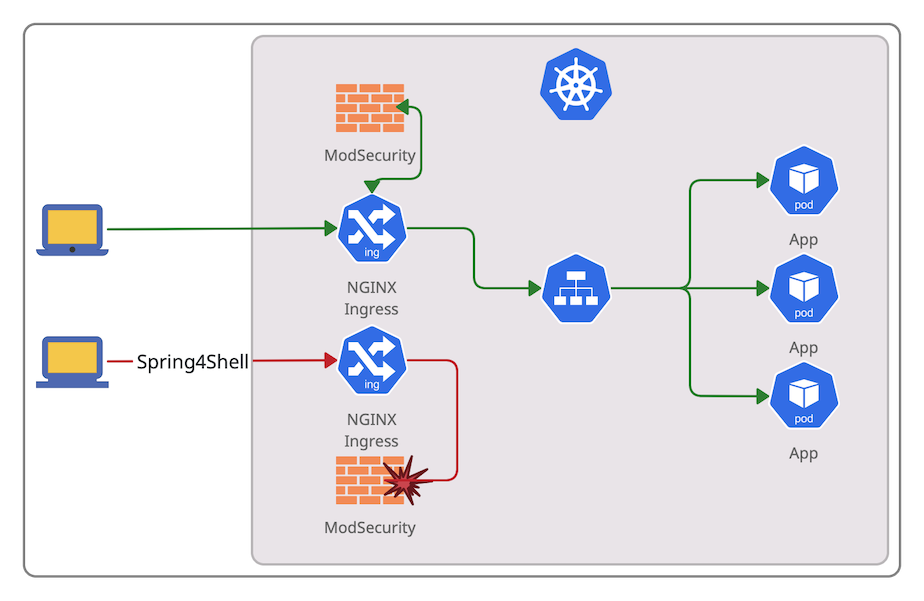 ModSecurity
ing
NGINX
Ingress
Spring4Shell
ing
NGINX
Ingress
ModSecurity
pod
App
pod
App
pod
App